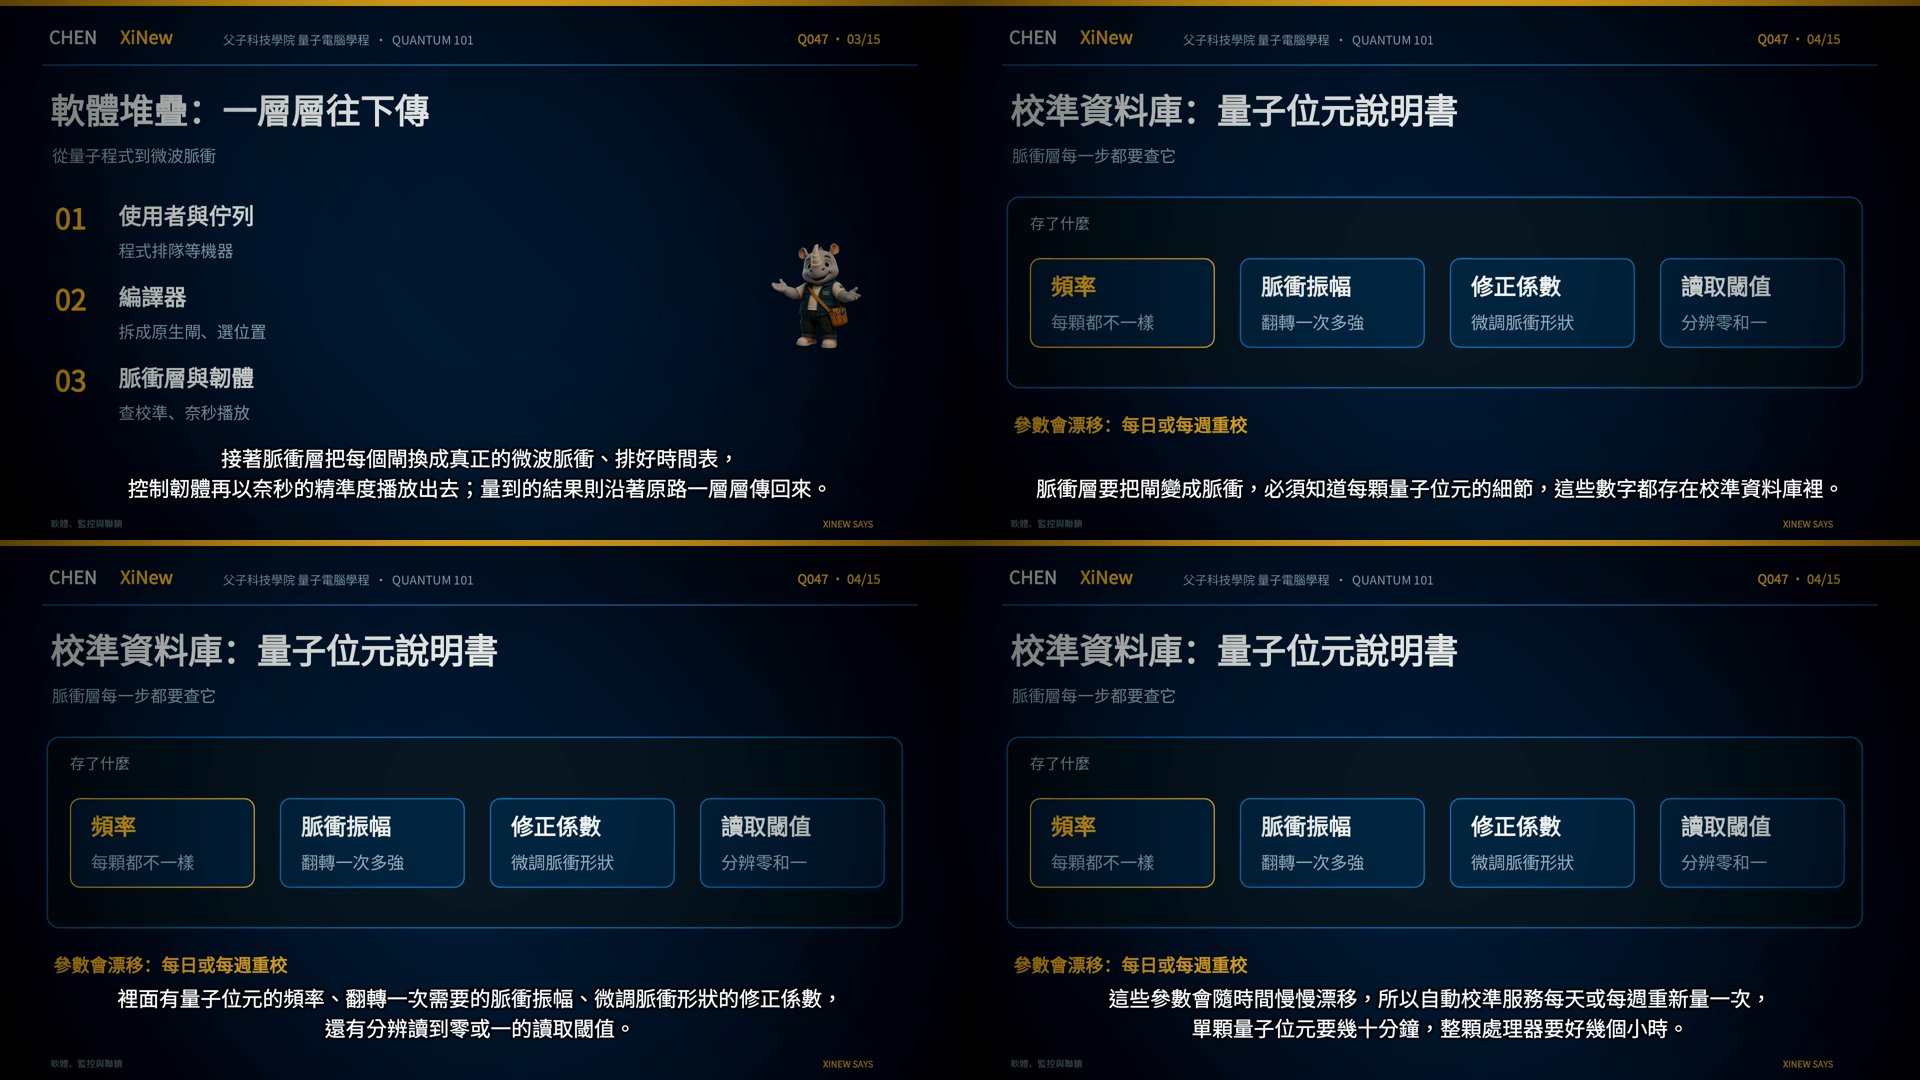 CHEN XiNew 父子科技學院 量子電腦學程 · QUANTUM 101 Q047 · 03/15
軟體堆疊：一層層往下傳
從量子程式到微波脈衝
01 使用者與佇列
程式排隊等機器
02 編譯器
拆成原生閘、選位置
03 脈衝層與韌體
查校準、奈秒播放
接著脈衝層把每個閘換成真正的微波脈衝、排好時間表，
控制韌體再以奈秒的精準度播放出去；量到的結果則沿著原路一層層傳回來。
軟體、監控與聯鎖 XINEW SAYS
CHEN XiNew 父子科技學院 量子電腦學程 · QUANTUM 101 Q047 · 04/15
校準資料庫：量子位元說明書
脈衝層每一步都要查它
存了什麼
頻率 脈衝振幅 修正係數 讀取閾值
每顆都不一樣 翻轉一次多強 微調脈衝形狀 分辨零和一
參數會漂移：每日或每週重校
脈衝層要把閘變成脈衝，必須知道每顆量子位元的細節，這些數字都存在校準資料庫裡。
軟體、監控與聯鎖 XINEW SAYS
CHEN XiNew 父子科技學院 量子電腦學程 · QUANTUM 101 Q047 · 04/15
校準資料庫：量子位元說明書
脈衝層每一步都要查它
存了什麼
頻率 脈衝振幅 修正係數 讀取閾值
每顆都不一樣 翻轉一次多強 微調脈衝形狀 分辨零和一
參數會漂移：每日或每週重校
裡面有量子位元的頻率、翻轉一次需要的脈衝振幅、微調脈衝形狀的修正係數，
還有分辨讀到零或一的讀取閾值。
軟體、監控與聯鎖 XINEW SAYS
CHEN XiNew 父子科技學院 量子電腦學程 · QUANTUM 101 Q047 · 04/15
校準資料庫：量子位元說明書
脈衝層每一步都要查它
存了什麼
頻率 脈衝振幅 修正係數 讀取閾值
每顆都不一樣 翻轉一次多強 微調脈衝形狀 分辨零和一
參數會漂移：每日或每週重校
這些參數會隨時間慢慢漂移，所以自動校準服務每天或每週重新量一次，
單顆量子位元要幾十分鐘，整顆處理器要好幾個小時。
軟體、監控與聯鎖 XINEW SAYS